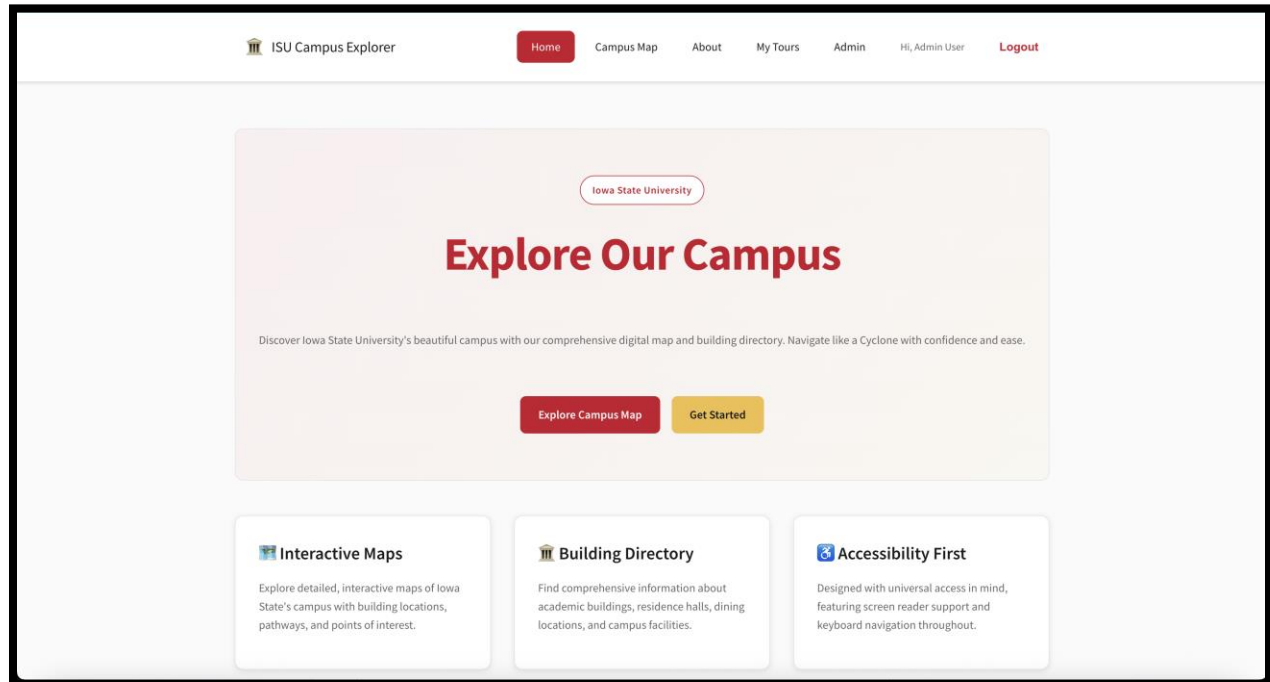 ISU Campus Explorer
Home
Campus Map
About
My Tours
Admin
Hi, Admin User
Logout
Iowa State University
Explore Our Campus
Discover Iowa State University's beautiful campus with our comprehensive digital map and building directory. Navigate like a Cyclone with confidence and ease.
Explore Campus Map
Get Started
Interactive Maps
Explore detailed, interactive maps of Iowa
State's campus with building locations,
pathways, and points of interest.
Building Directory
Find comprehensive information about
academic buildings, residence halls, dining
locations, and campus facilities.
Accessibility First
Designed with universal access in mind,
featuring screen reader support and
keyboard navigation throughout.